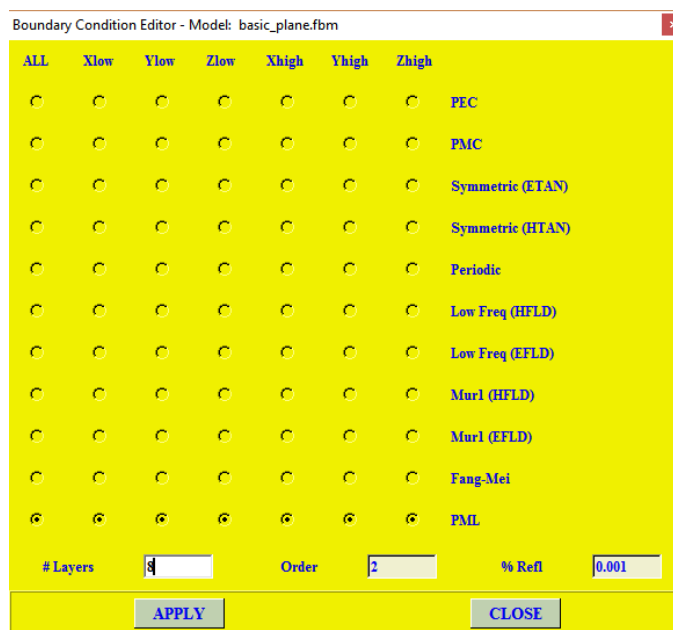 Boundary Condition Editor - Model: basic_plane.fbm
ALL Xlow Ylow Zlow Xhigh Yhigh Zhigh
PEC
PMC
Symmetric (ETAN)
Symmetric (HTAN)
Periodic
Low Freq (HFLD)
Low Freq (EFLD)
Mur1 (HFLD)
Mur1 (EFLD)
Fang-Mei
PML
# Layers 8 Order 2 % Refl 0.001
APPLY CLOSE